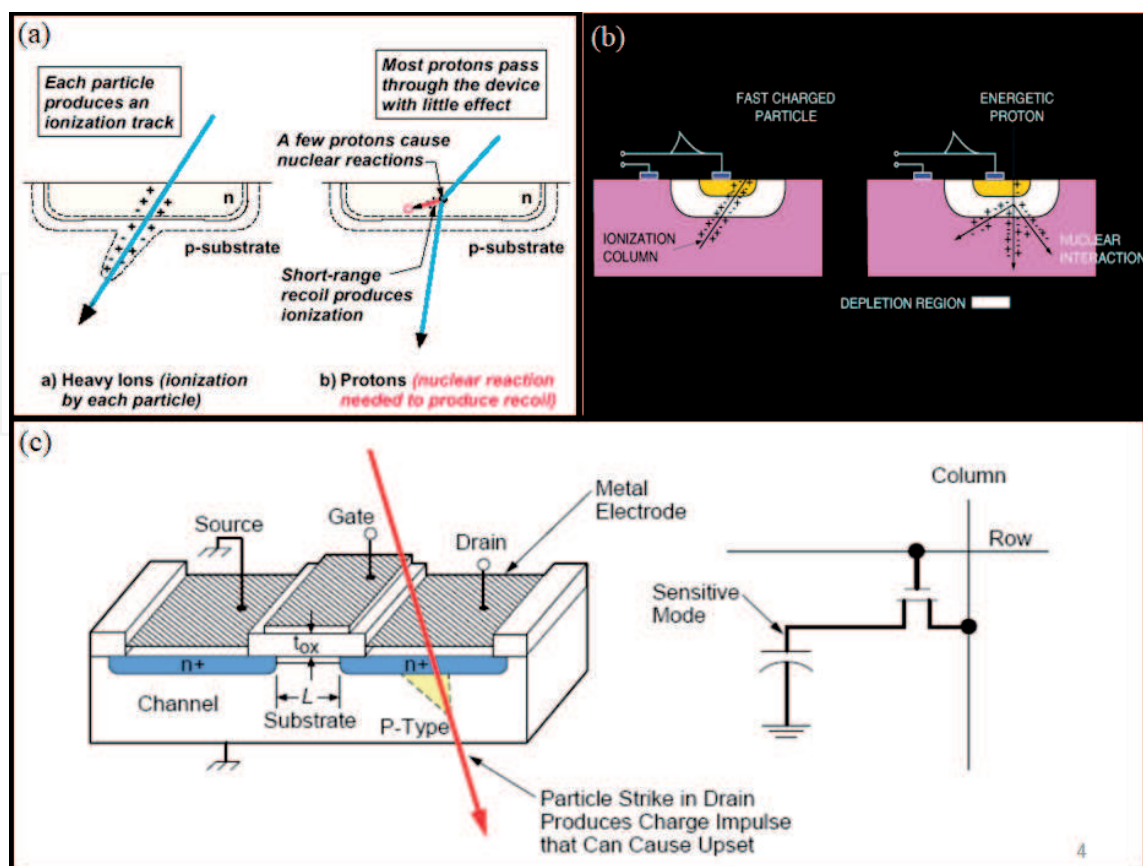 (a)
Each particle
produces an
ionization track
Most protons pass
through the device
with little effect
A few protons cause
nuclear reactions
n
p-substrate
n
p-substrate
Short-range
recoil produces
ionization
a) Heavy Ions (ionization
by each particle)
b) Protons (nuclear reaction
needed to produce recoil)
(b)
FAST CHARGED
PARTICLE
ENERGETIC
PROTON
IONIZATION
COLUMN
NUCLEAR
INTERACTION
DEPLETION REGION
(c)
Source
Gate
Drain
Metal
Electrode
tox
n+
n+
L
Channel
Substrate
P-Type
Particle Strike in Drain
Produces Charge Impulse
that Can Cause Upset
Column
Row
Sensitive
Mode
4